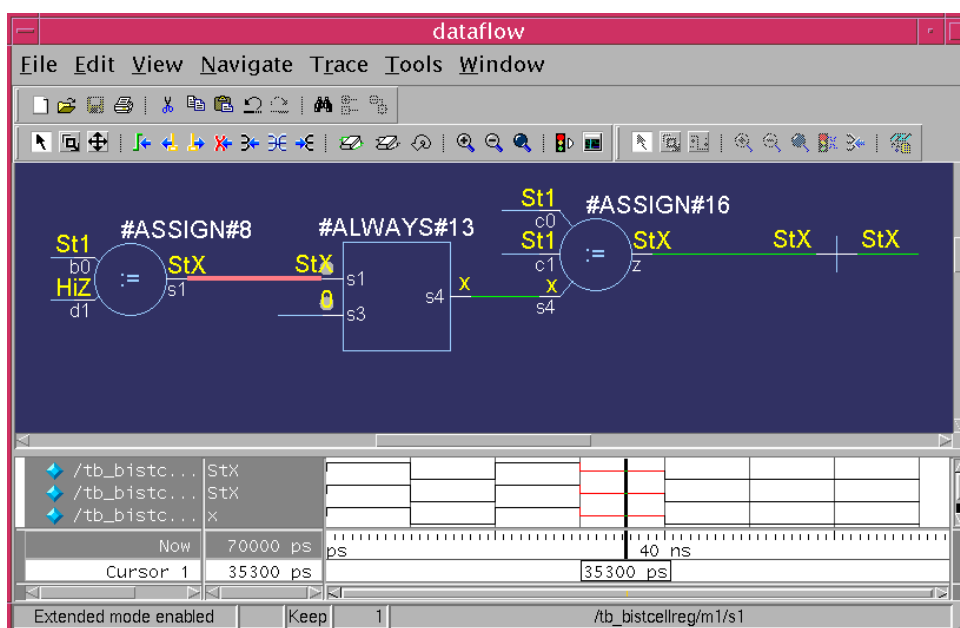 dataflow
File Edit View Navigate Trace Tools Window
#ASSIGN#8
#ALWAYS#13
St1
#ASSIGN#16
St1
c0
St1
StX
StX
StX
b0
StX
StX
c1
z
HiZ
s1
s1
x
x
d1
s4
s4
0
s3
/tb_bistc... StX
/tb_bistc... StX
/tb_bistc... x
Now 70000 ps
ps 40 ns
Cursor 1 35300 ps
35300 ps
Extended mode enabled Keep 1 /tb_bistcellreg/m1/s1